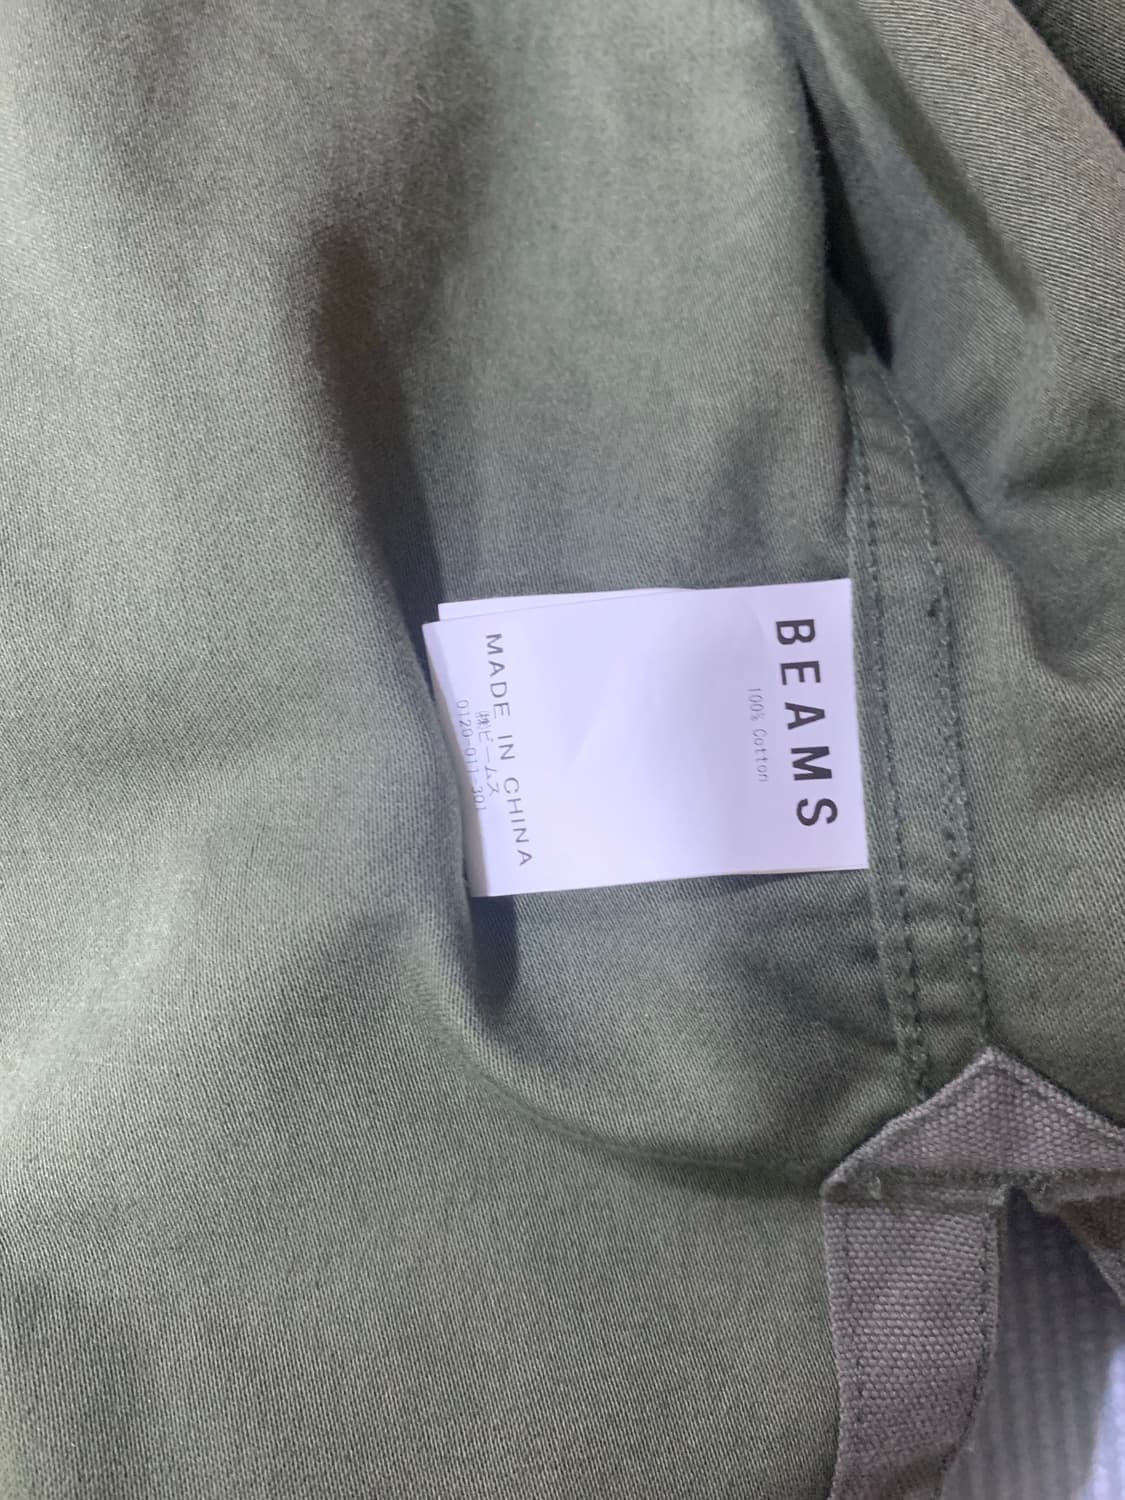 BEAMS
100% Cotton
MADE IN CHINA
㈱ビームス
0120-011-301